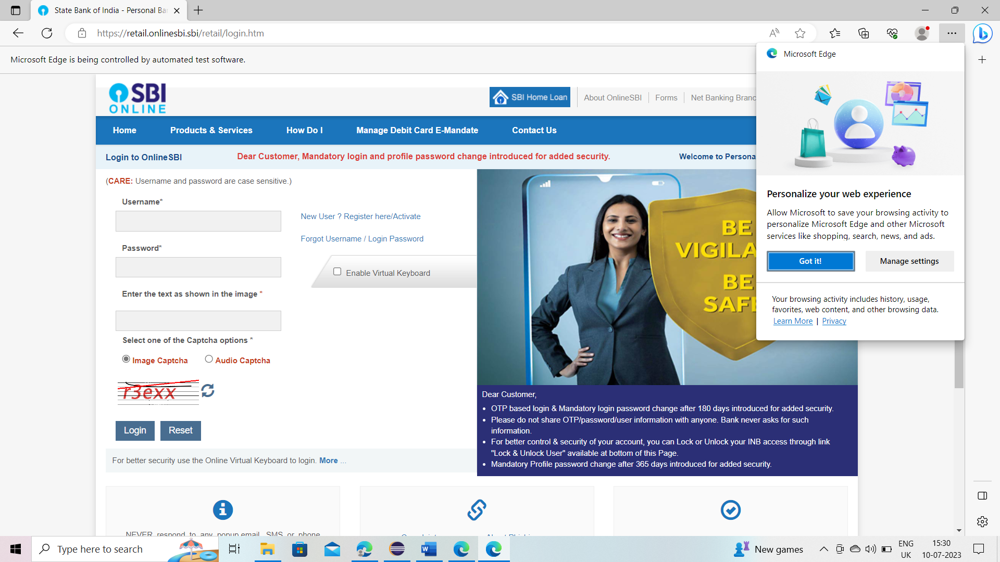 State Bank of India - Personal Ba
https://retail.onlinesbi.sbi/retail/login.htm
Microsoft Edge is being controlled by automated test software.
Microsoft Edge
SBI
ONLINE
SBI Home Loan
About OnlineSBI
Forms
Net Banking Branc
Home
Products & Services
How Do I
Manage Debit Card E-Mandate
Contact Us
Login to OnlineSBI
Dear Customer, Mandatory login and profile password change introduced for added security.
Welcome to Persona
(CARE: Username and password are case sensitive.)
Username*
New User ? Register here/Activate
Forgot Username / Login Password
Password*
Enable Virtual Keyboard
Enter the text as shown in the image *
Select one of the Captcha options *
Image Captcha
Audio Captcha
r3exx
Login
Reset
For better security use the Online Virtual Keyboard to login. More ...
BE
VIGILA
BE
SAFE
Personalize your web experience
Allow Microsoft to save your browsing activity to
personalize Microsoft Edge and other Microsoft
services like shopping, search, news, and ads.
Got it!
Manage settings
Your browsing activity includes history, usage,
favorites, web content, and other browsing data.
Learn More | Privacy
Dear Customer,
• OTP based login & Mandatory login password change after 180 days introduced for added security.
• Please do not share OTP/password/user information with anyone. Bank never asks for such
information.
• For better control & security of your account, you can Lock or Unlock your INB access through link
"Lock & Unlock User" available at bottom of this Page.
• Mandatory Profile password change after 365 days introduced for added security.
NEVER respond to any popup,email, SMS or phone
Type here to search
New games
ENG
UK
15:30
10-07-2023